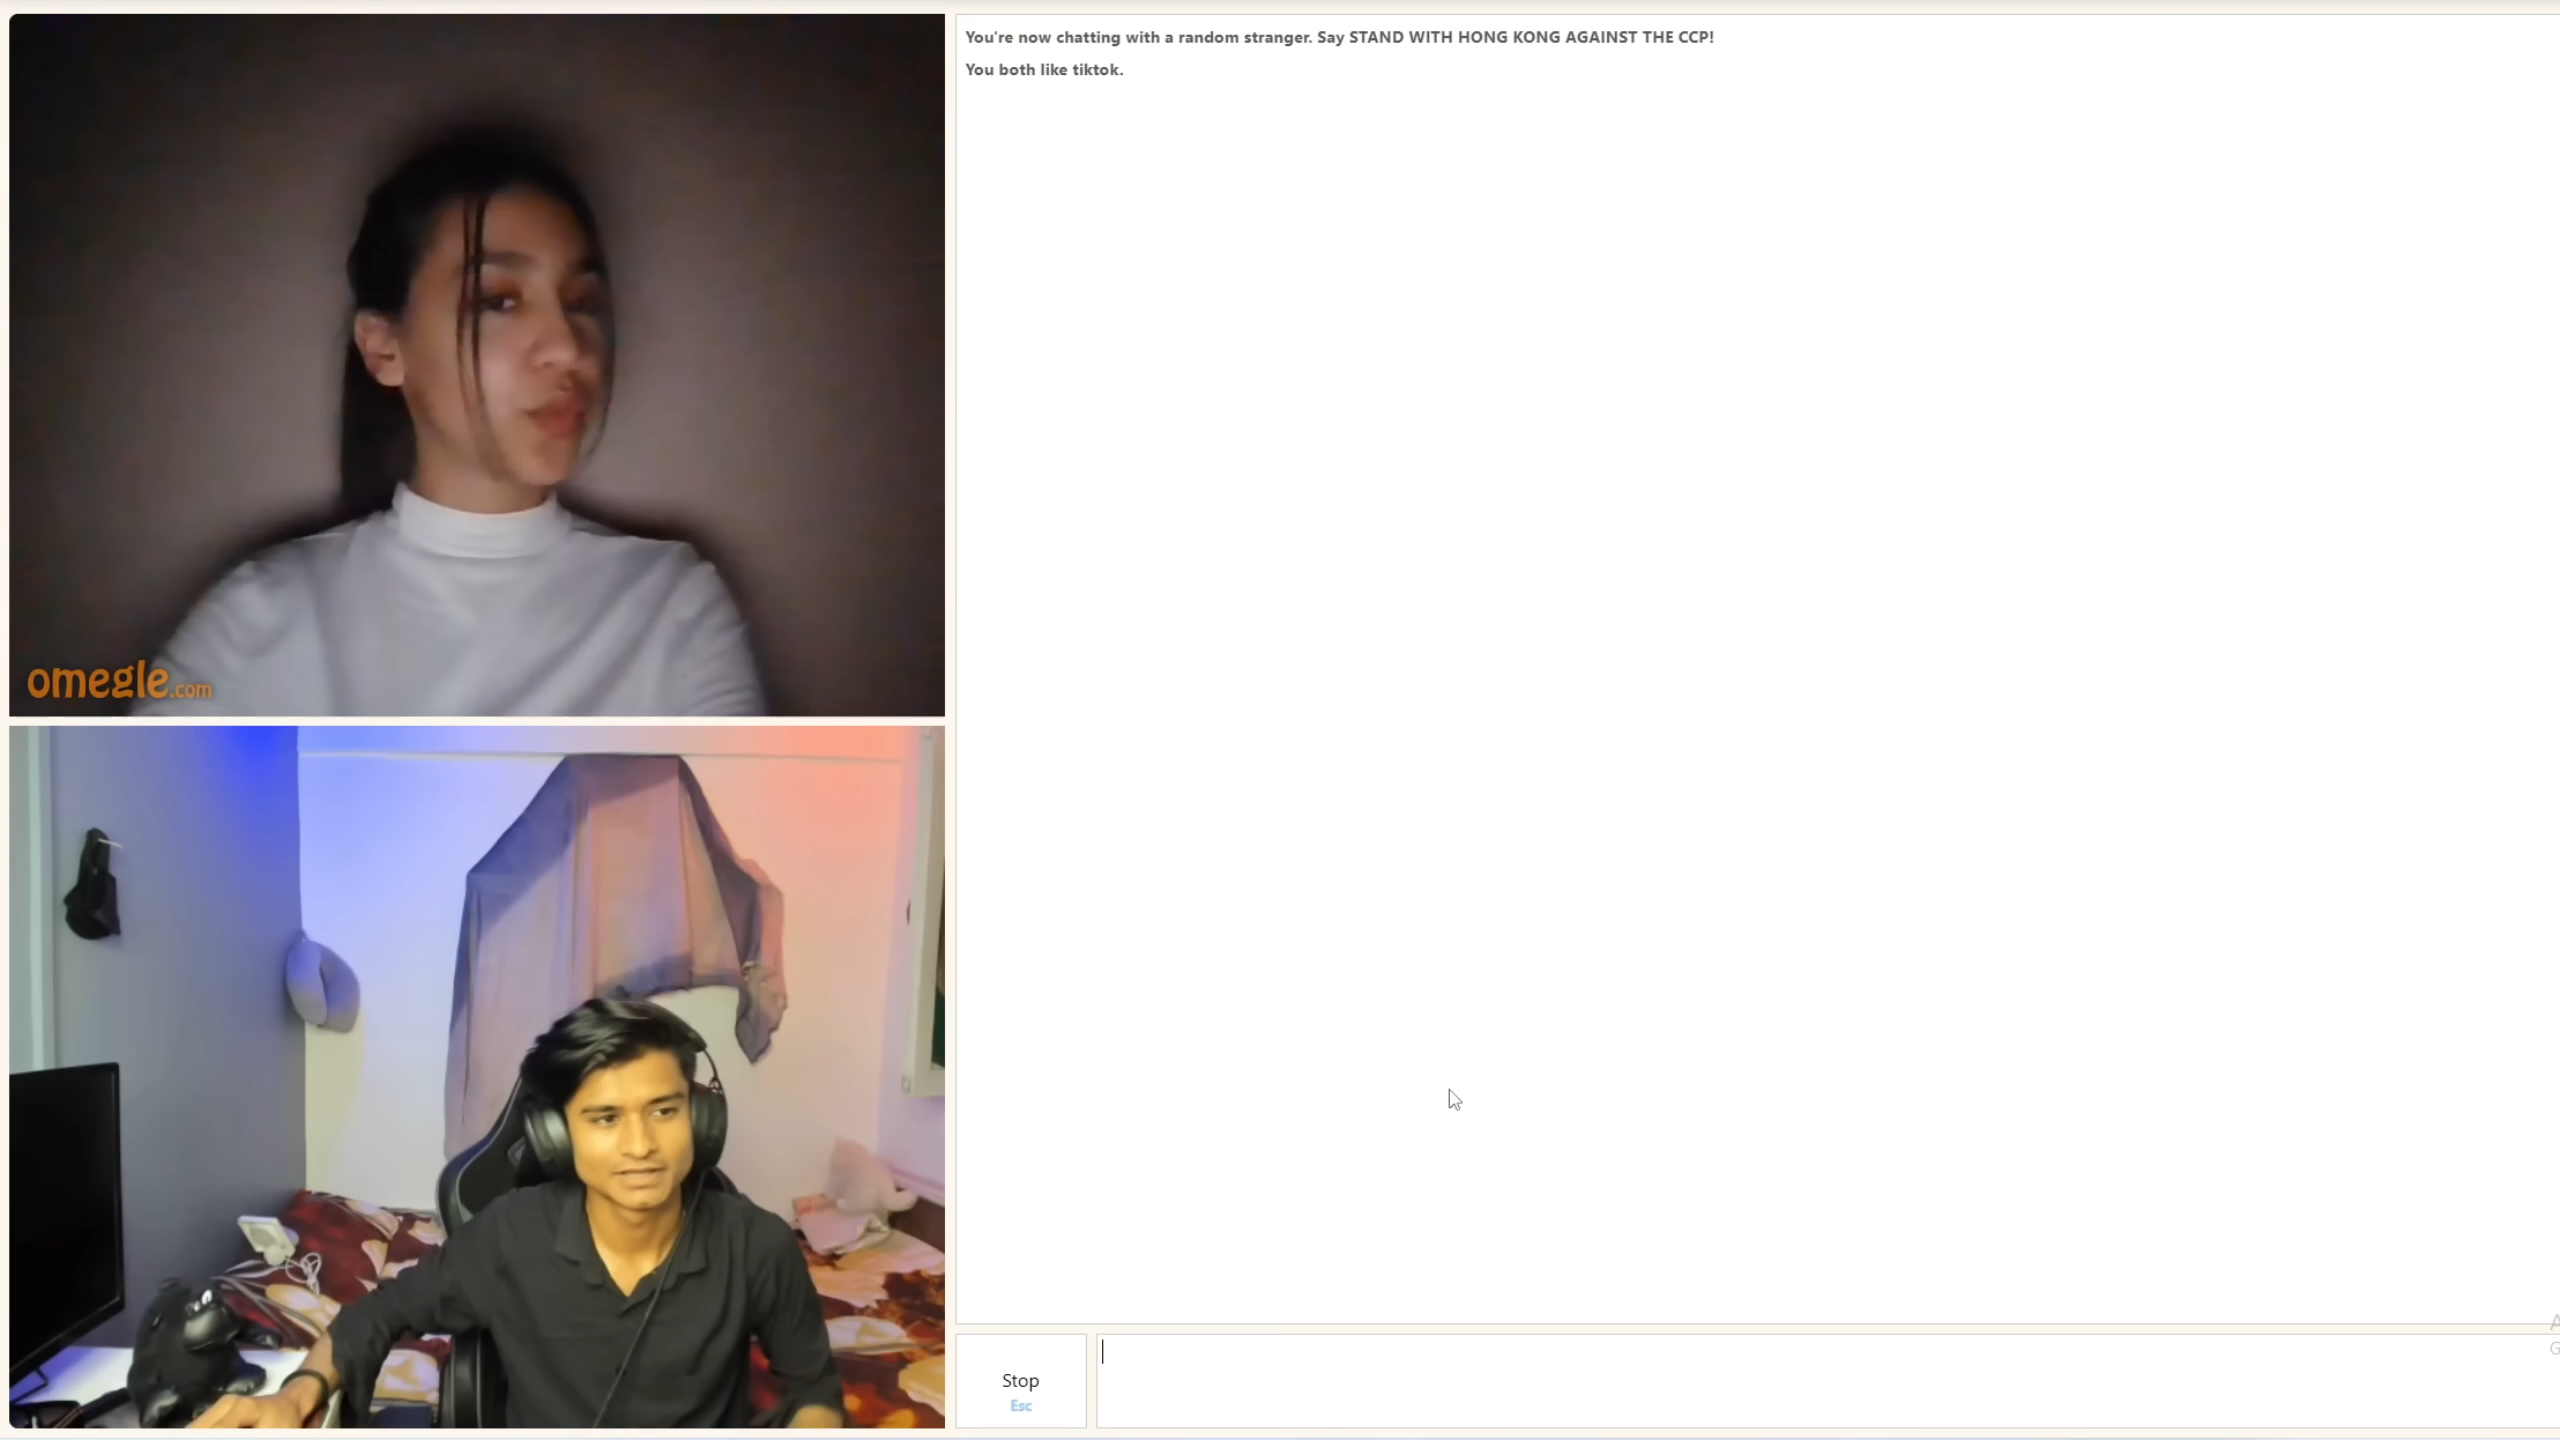 You're now chatting with a random stranger. Say STAND WITH HONG KONG AGAINST THE CCP!
You both like tiktok.
omegle.com
Stop
Esc
A
G